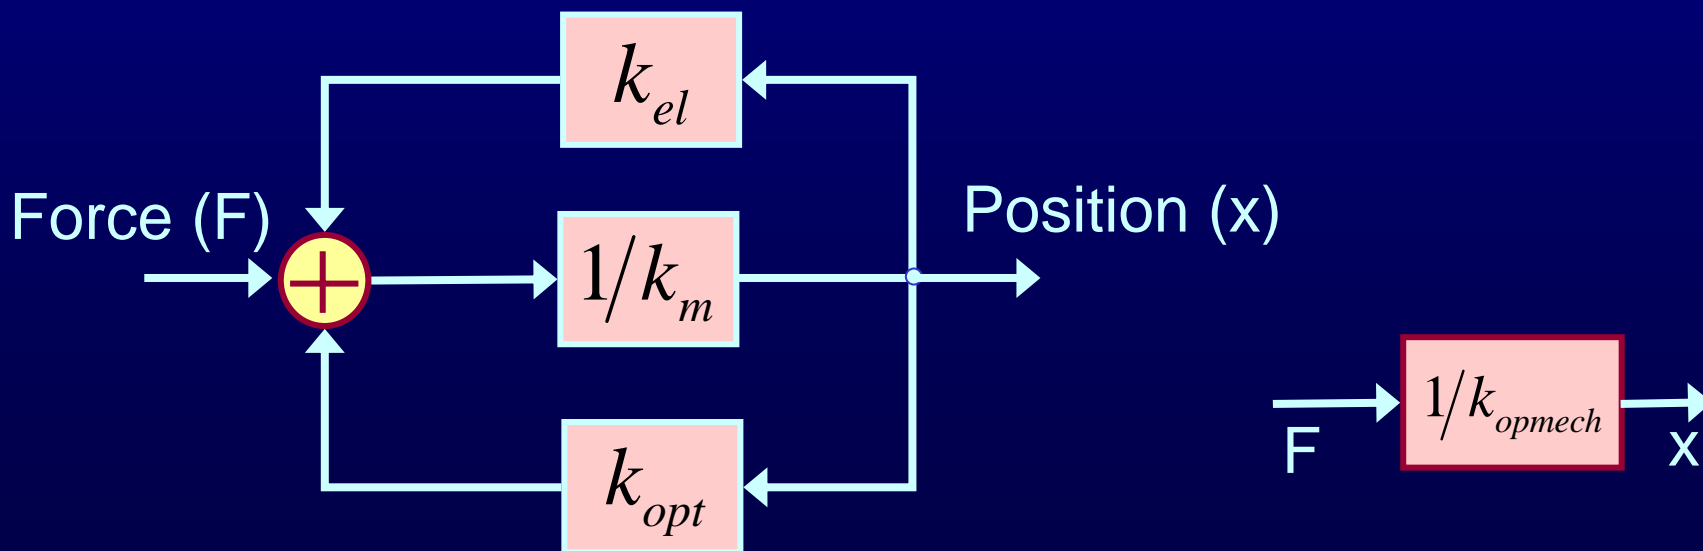 k_el
Force (F)
+
1/k_m
Position (x)
k_opt
1/k_opmech
F
x